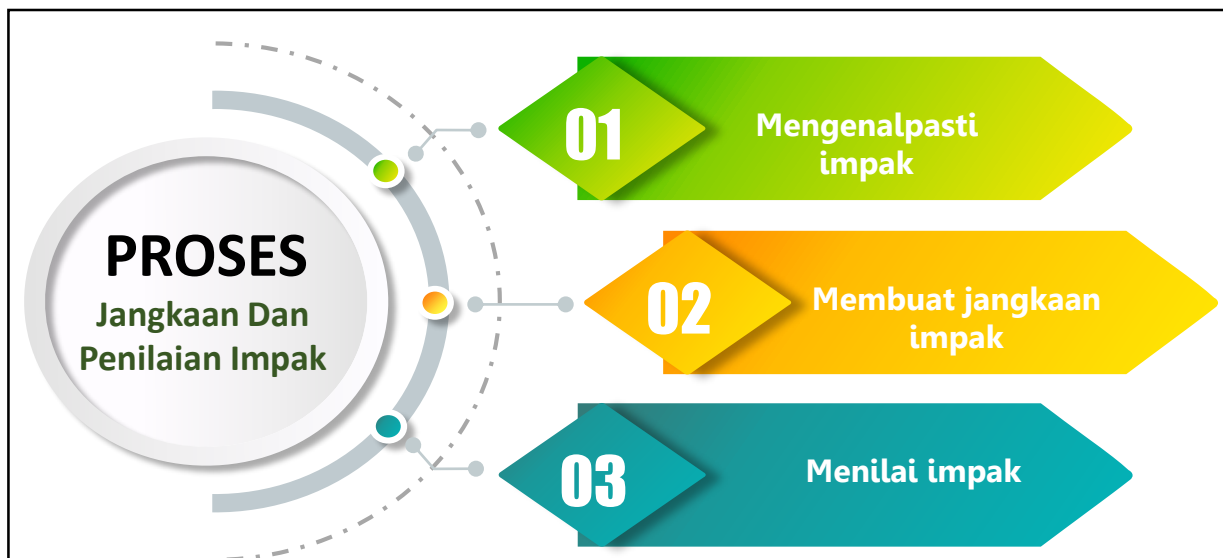 PROSES
Jangkaan Dan
Penilaian Impak
01
Mengenalpasti
impak
02
Membuat jangkaan
impak
03
Menilai impak